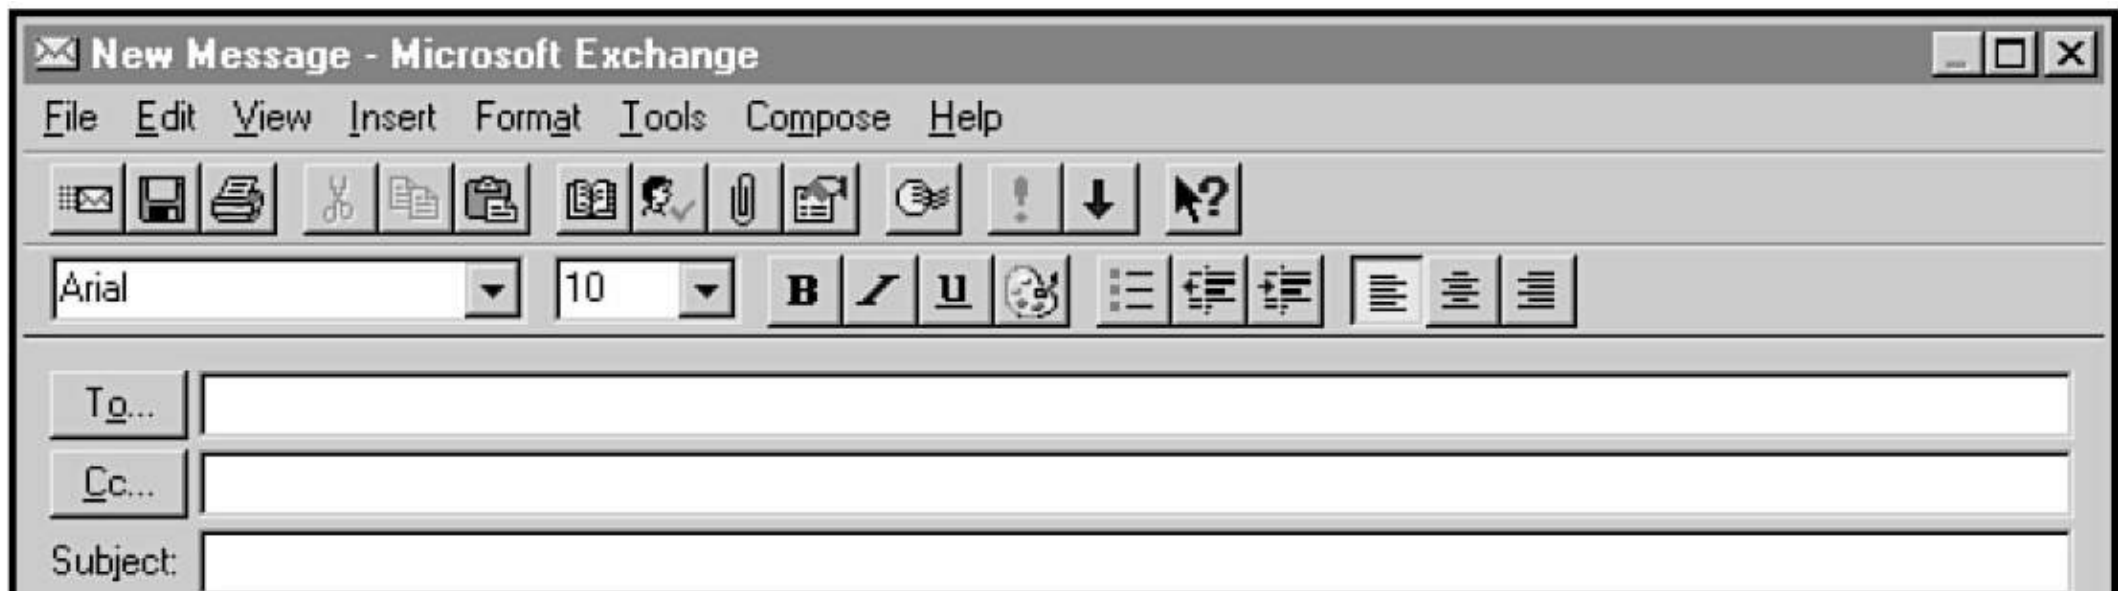 New Message - Microsoft Exchange
File Edit View Insert Format Tools Compose Help
Arial 10 B I U
To...
Cc...
Subject: